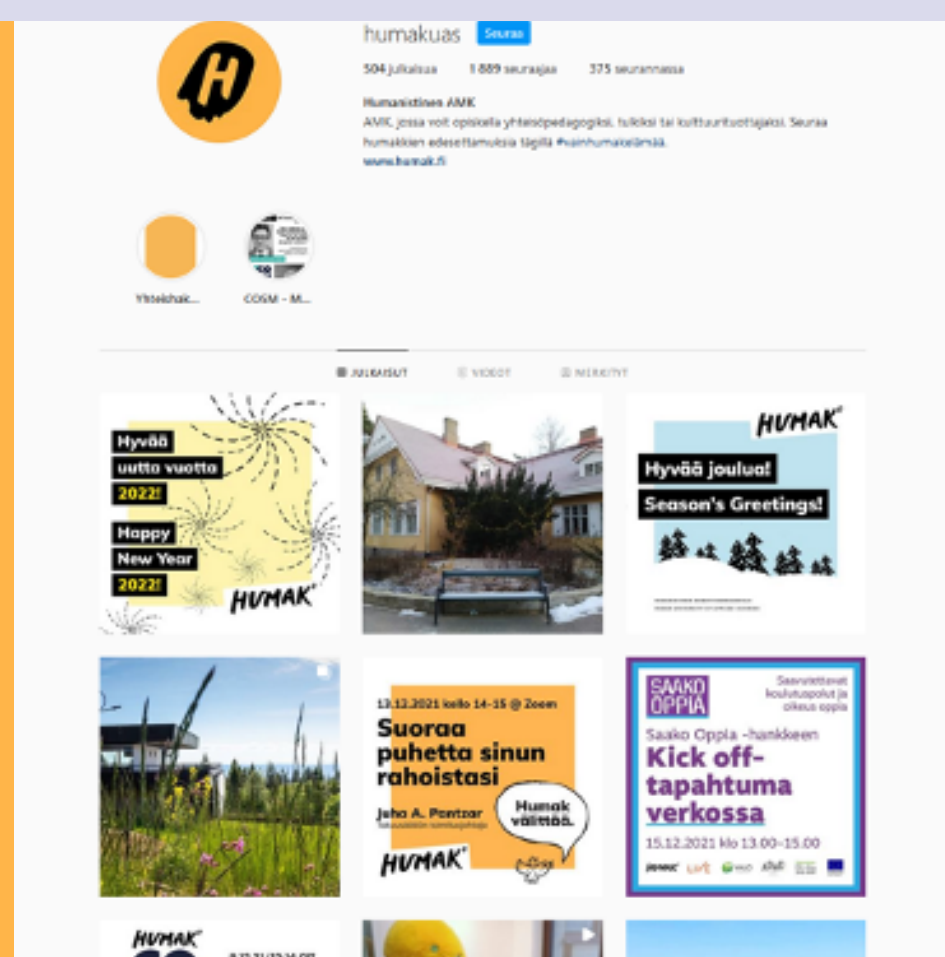 humakuas Seuraa
504 julkaisua 1 889 seuraajaa 375 seurannassa
Humanistinen AMK
AMK, jossa voit opiskella yhteisöpedagogiksi, tulkiksi tai kulttuurituottajaksi. Seuraa
humakkien edesottamuksia tägillä #vainhumakelämää.
www.humak.fi
Yhteishak... COSM - M...
JULKAISUT VIDEOT MERKITYT
Hyvää
uutta vuotta
2022!
Happy
New Year
2022!
HUMAK
HUMAK
Hyvää joulua!
Season's Greetings!
13.12.2021 kello 14-15 @ Zoom
Suoraa
puhetta sinun
rahoistasi
Juha A. Pantzar
Humak
välittää.
HUMAK
SAAKO
OPPIA
Saavutettavat
koulutuspolut ja
oikeus oppia
Saako Oppia -hankkeen
Kick off-
tapahtuma
verkossa
15.12.2021 klo 13.00-15.00
HUMAK